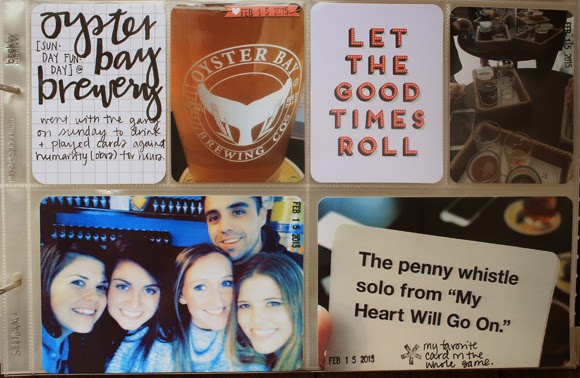 oyster
bay
brewery
[SUN-
DAY FUN-
DAY] @
went with the gang
on sunday to drink
+ played cards against
humanity (obvs) for hours.
FEB 15 2015
OYSTER BAY
BREWING CO.
LET
THE
GOOD
TIMES
ROLL
FEB 15 2015
FEB 15 2015
The penny whistle
solo from “My
Heart Will Go On.”
my favorite
card in the
whole game.
FEB 15 2015